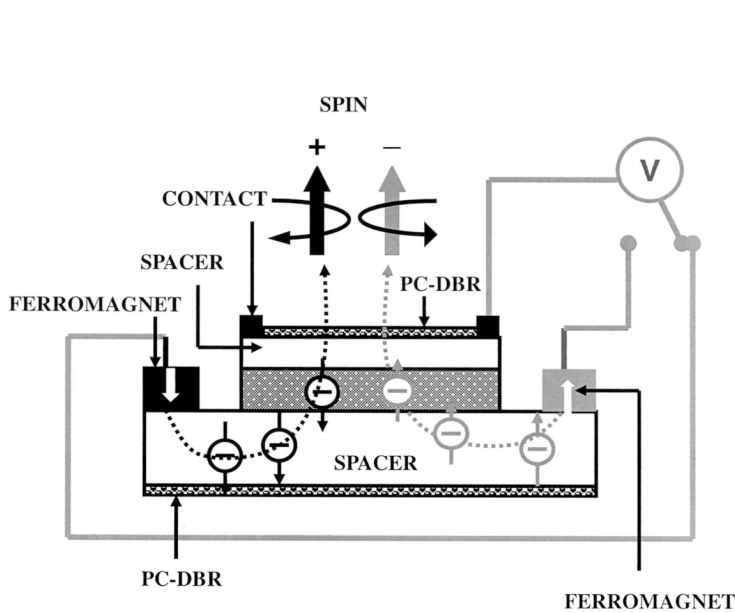 SPIN
+ −
V
CONTACT
SPACER
PC-DBR
FERROMAGNET
SPACER
PC-DBR
FERROMAGNET